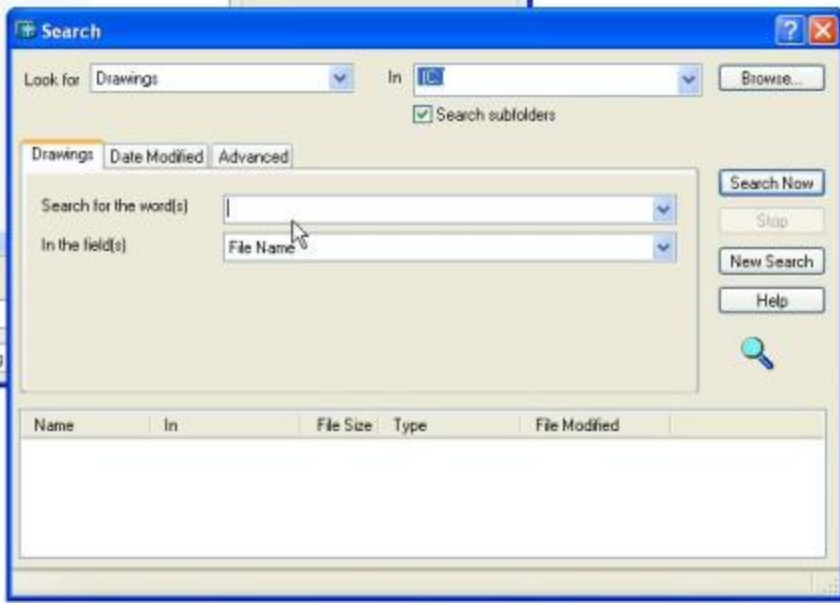 Search
Look for Drawings In Browse...
Search subfolders
Drawings Date Modified Advanced
Search for the word(s)
In the field(s) File Name
Search Now
Stop
New Search
Help
Name In File Size Type File Modified